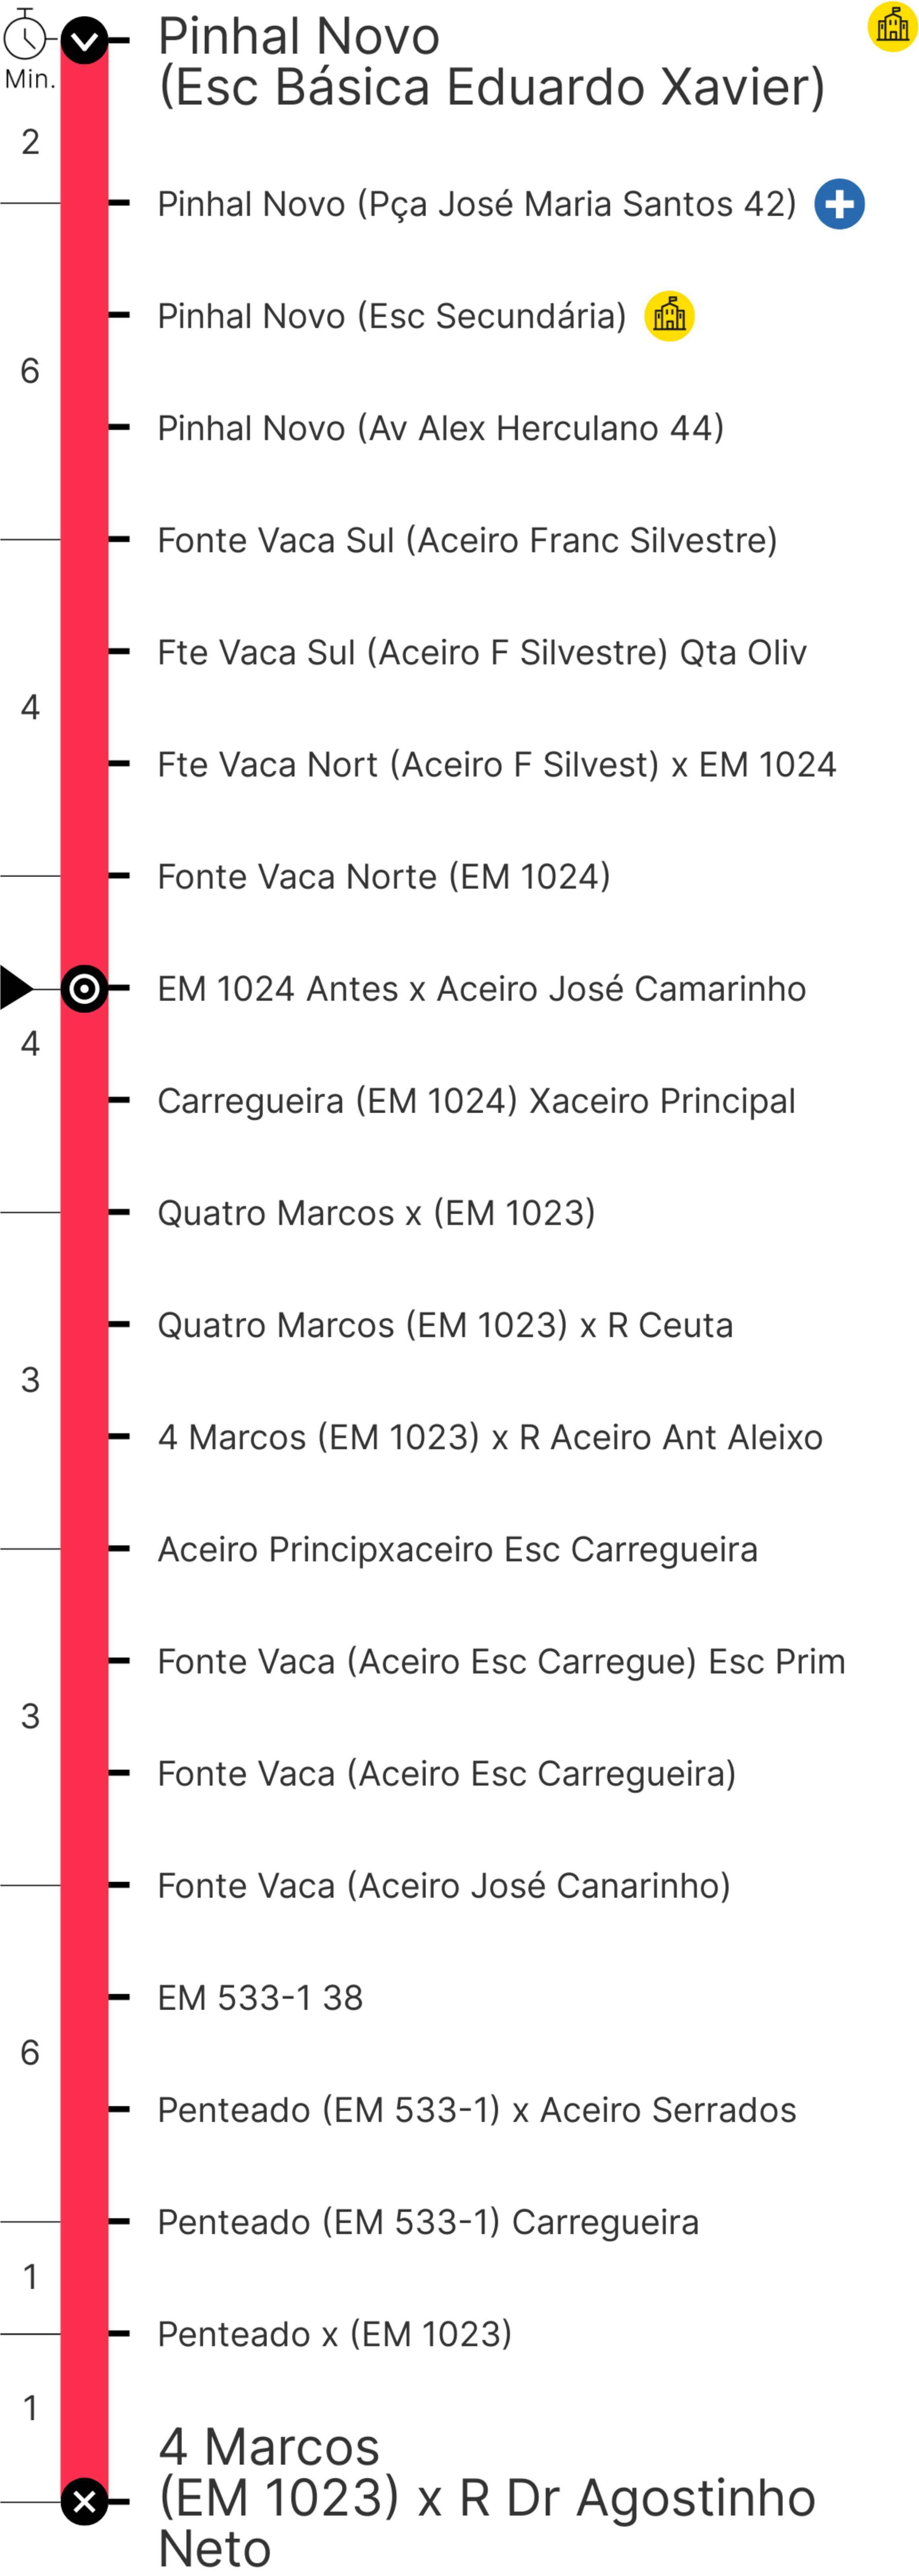 Pinhal Novo
(Esc Básica Eduardo Xavier)
Min.
2
Pinhal Novo (Pça José Maria Santos 42)
Pinhal Novo (Esc Secundária)
6
Pinhal Novo (Av Alex Herculano 44)
Fonte Vaca Sul (Aceiro Franc Silvestre)
Fte Vaca Sul (Aceiro F Silvestre) Qta Oliv
4
Fte Vaca Nort (Aceiro F Silvest) x EM 1024
Fonte Vaca Norte (EM 1024)
EM 1024 Antes x Aceiro José Camarinho
4
Carregueira (EM 1024) Xaceiro Principal
Quatro Marcos x (EM 1023)
Quatro Marcos (EM 1023) x R Ceuta
3
4 Marcos (EM 1023) x R Aceiro Ant Aleixo
Aceiro Principxaceiro Esc Carregueira
Fonte Vaca (Aceiro Esc Carregue) Esc Prim
3
Fonte Vaca (Aceiro Esc Carregueira)
Fonte Vaca (Aceiro José Canarinho)
EM 533-1 38
6
Penteado (EM 533-1) x Aceiro Serrados
Penteado (EM 533-1) Carregueira
1
Penteado x (EM 1023)
1
4 Marcos
(EM 1023) x R Dr Agostinho
Neto